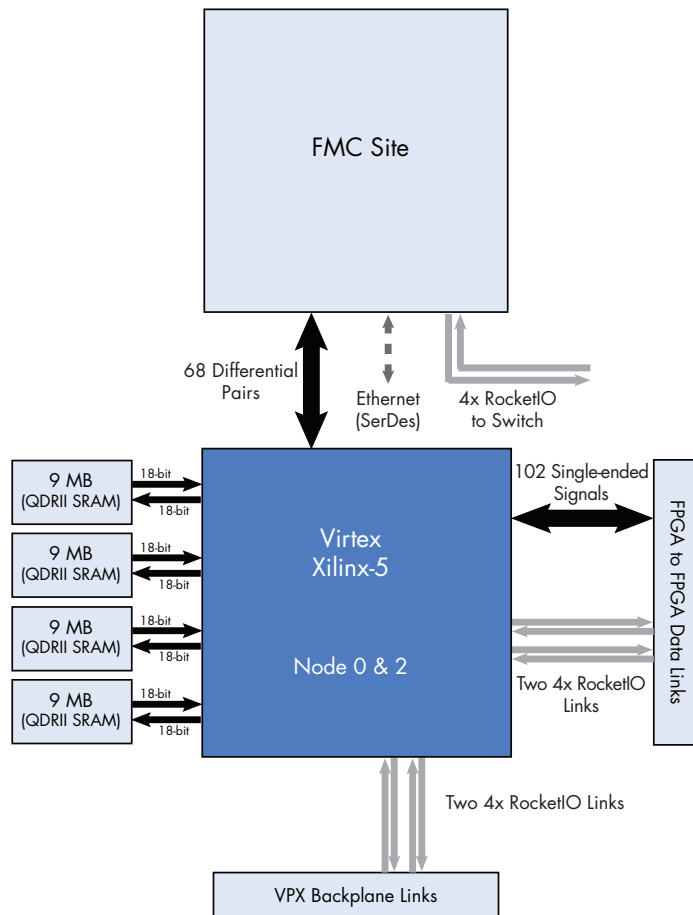 FMC Site
68 Differential
Pairs
Ethernet
(SerDes)
4x RocketIO
to Switch
9 MB
(QDRII SRAM)
18-bit
18-bit
9 MB
(QDRII SRAM)
18-bit
18-bit
9 MB
(QDRII SRAM)
18-bit
18-bit
9 MB
(QDRII SRAM)
18-bit
18-bit
Virtex
Xilinx-5
Node 0 & 2
102 Single-ended
Signals
Two 4x RocketIO
Links
FPGA to FPGA Data Links
Two 4x RocketIO Links
VPX Backplane Links